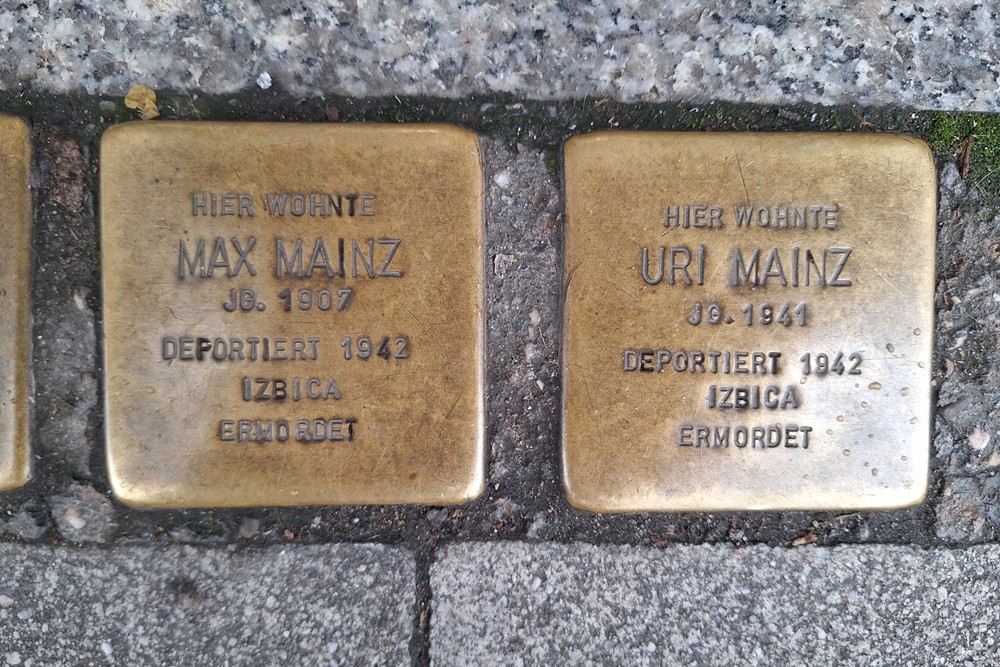 HIER WOHNTE
MAX MAINZ
JG. 1907
DEPORTIERT 1942
IZBICA
ERMORDET
HIER WOHNTE
URI MAINZ
JG. 1941
DEPORTIERT 1942
IZBICA
ERMORDET